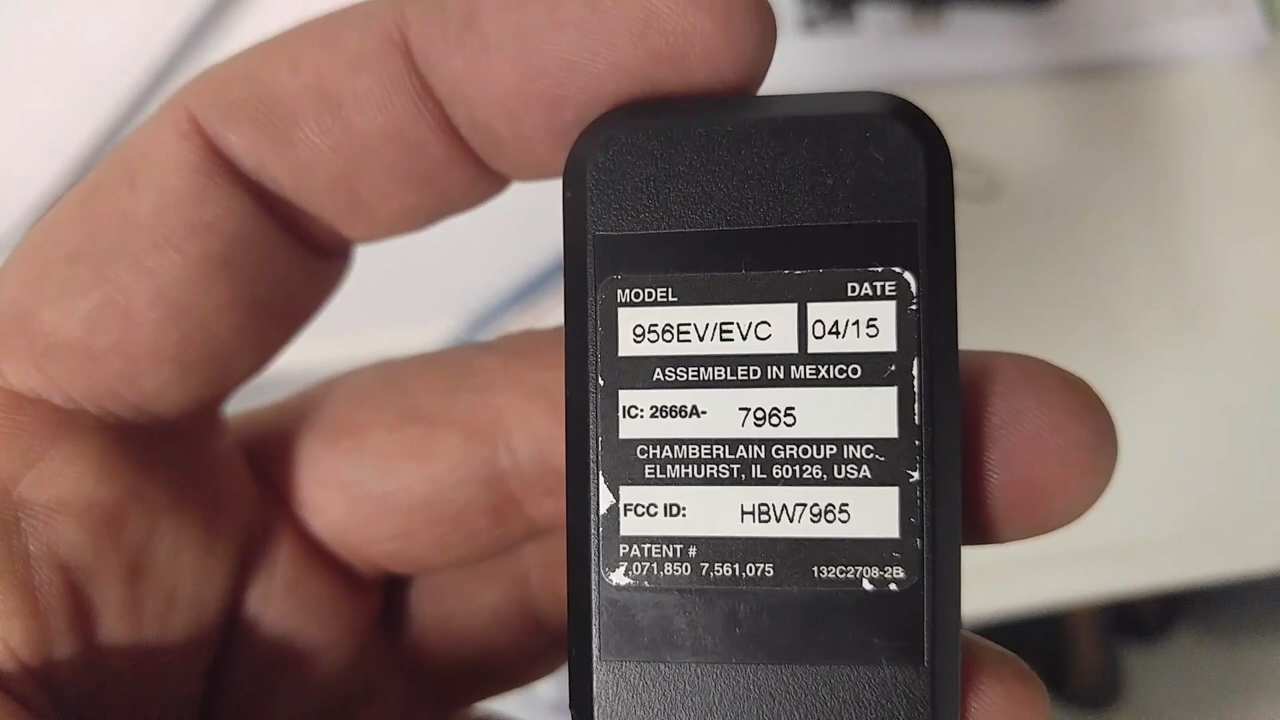 MODEL DATE
956EV/EVC 04/15
ASSEMBLED IN MEXICO
IC: 2666A- 7965
CHAMBERLAIN GROUP INC.
ELMHURST, IL 60126, USA
FCC ID: HBW7965
PATENT #
7,071,850 7,561,075 132C2708-2B